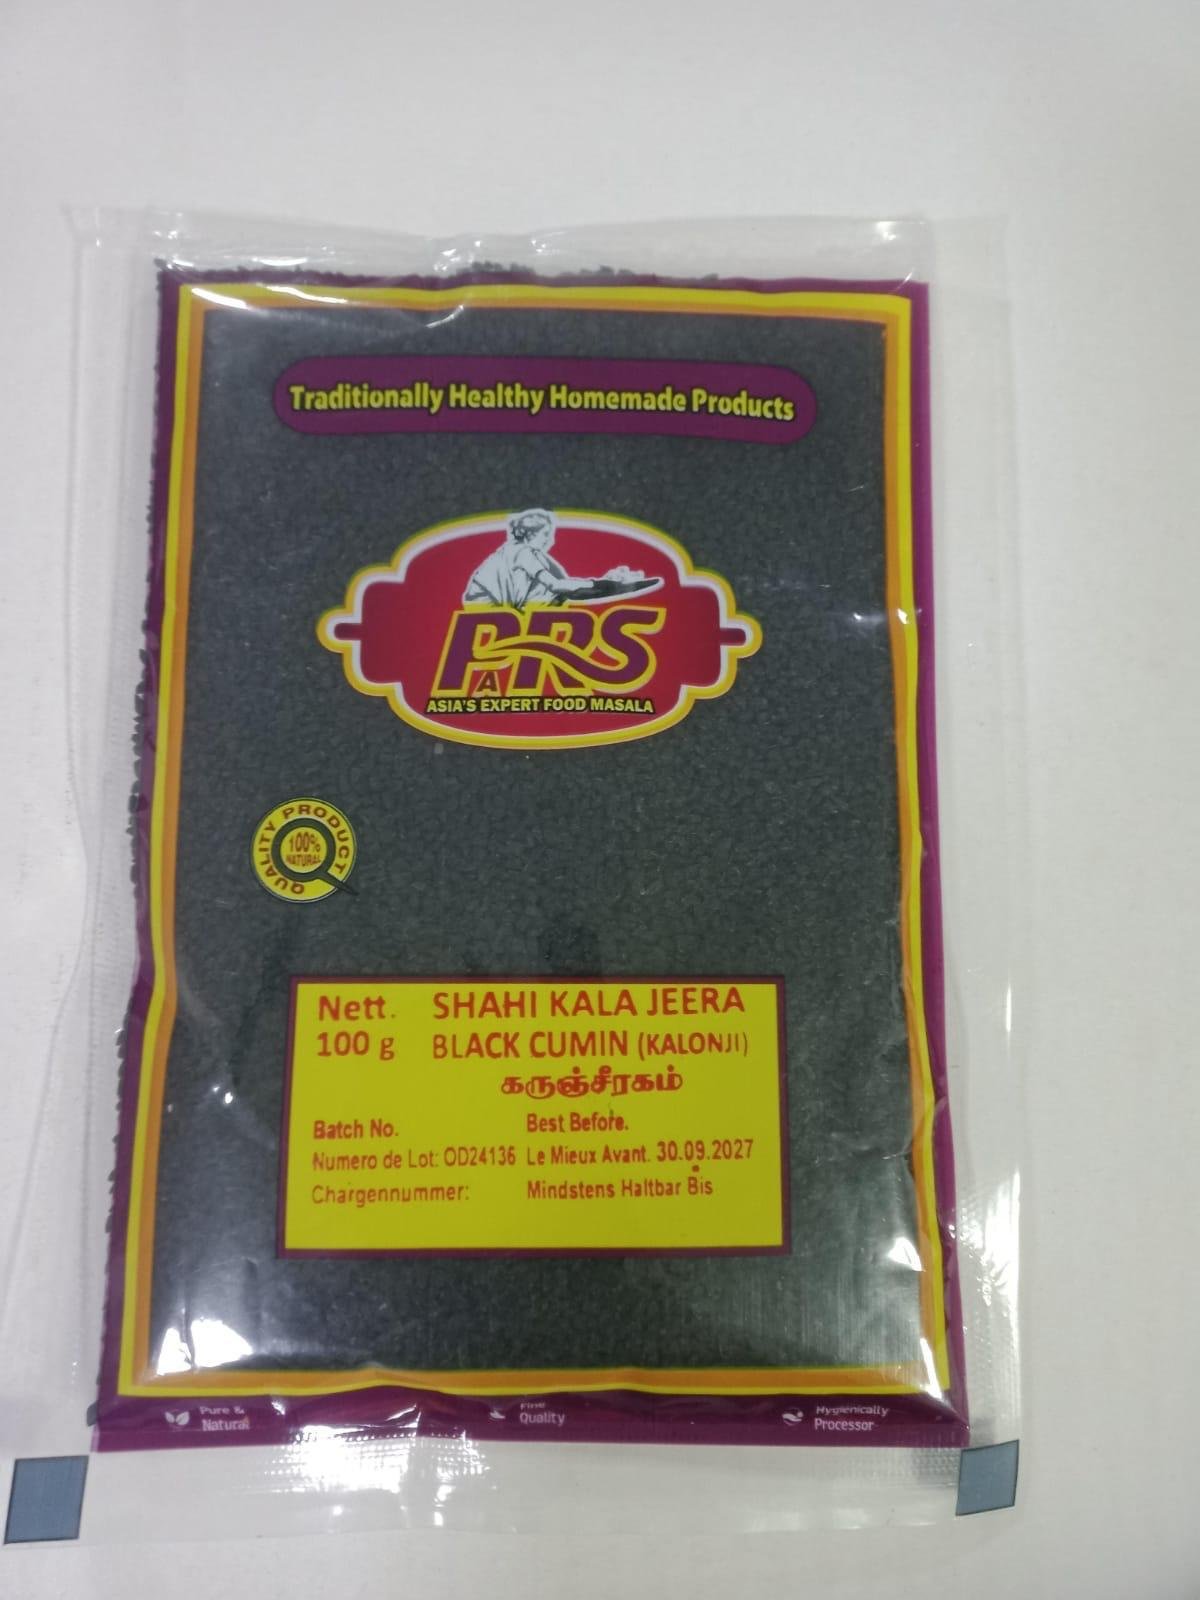 Traditionally Healthy Homemade Products
PARS
ASIA'S EXPERT FOOD MASALA
QUALITY PRODUCT
100%
NATURAL
Nett. SHAHI KALA JEERA
100 g BLACK CUMIN (KALONJI)
கருஞ்சீரகம்
Batch No. Best Before.
Numero de Lot: OD24136 Le Mieux Avant. 30.09.2027
Chargennummer: Mindstens Haltbar Bis
Pure & Fine Hygienically
Natural Quality Processor